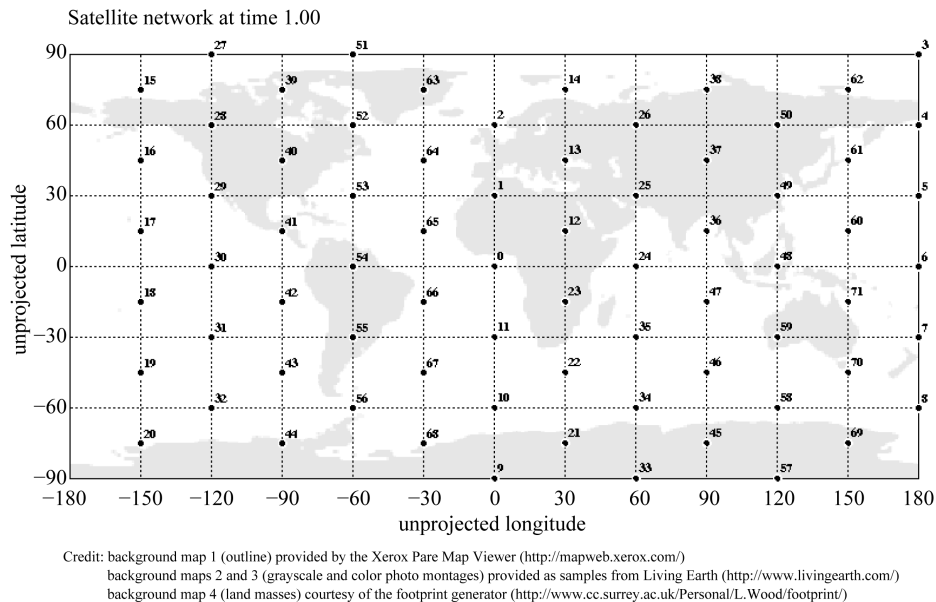 Satellite network at time 1.00
27 51 3
90
15 39 63 14 38 62
28 52 2 26 50 4
60
16 40 64 13 37 61
29 53 1 25 49 5
30
17 41 65 12 36 60
30 54 0 24 48 6
0
18 42 66 23 47 71
31 55 11 35 59 7
−30
19 43 67 22 46 70
32 56 10 34 58 8
−60
20 44 68 21 45 69
9 33 57
−90
−180 −150 −120 −90 −60 −30 0 30 60 90 120 150 180
unprojected latitude
unprojected longitude
Credit: background map 1 (outline) provided by the Xerox Parc Map Viewer (http://mapweb.xerox.com/)
background maps 2 and 3 (grayscale and color photo montages) provided as samples from Living Earth (http://www.livingearth.com/)
background map 4 (land masses) courtesy of the footprint generator (http://www.cc.surrey.ac.uk/Personal/L.Wood/footprint/)